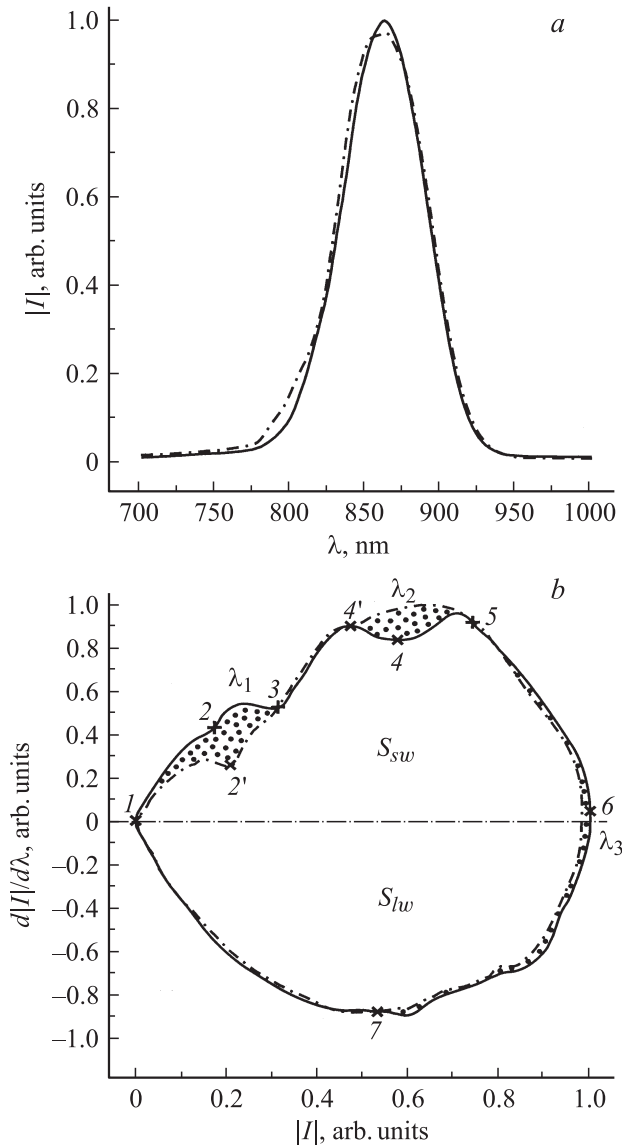 a
1.0
0.8
0.6
0.4
0.2
0
|I|, arb. units
700 750 800 850 900 950 1000
λ, nm
b
1.0
0.8
0.6
0.4
0.2
0
–0.2
–0.4
–0.6
–0.8
–1.0
d|I|/dλ, arb. units
4' λ2
5
4
λ1
3
2
2'
Ssw
1
6
λ3
Slw
7
0 0.2 0.4 0.6 0.8 1.0
|I|, arb. units